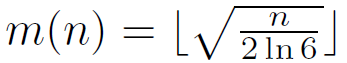 m(n) = ⌊√(n / (2 ln 6))⌋